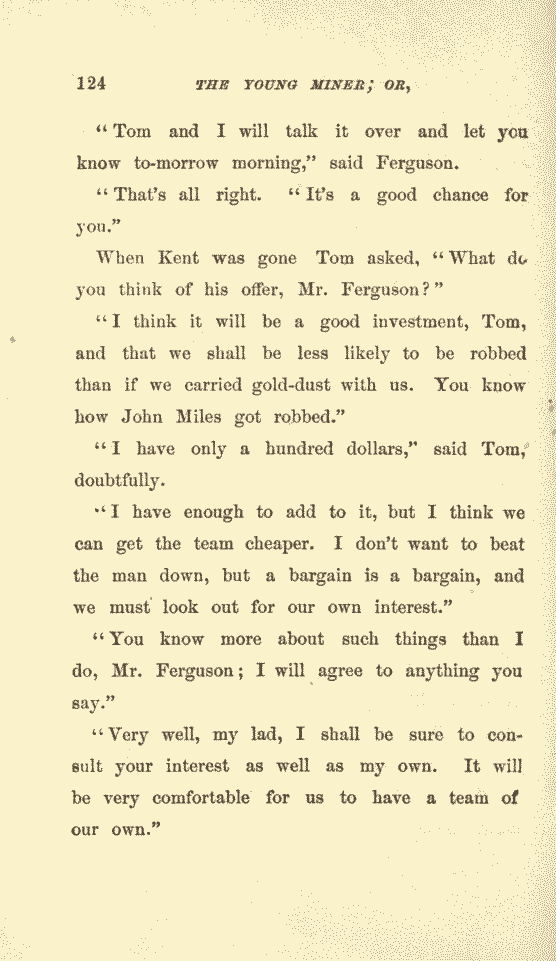 124 THE YOUNG MINER; OR,
“Tom and I will talk it over and let you
know to-morrow morning,” said Ferguson.
“That’s all right. “It’s a good chance for
you.”
When Kent was gone Tom asked, “What do
you think of his offer, Mr. Ferguson?”
“I think it will be a good investment, Tom,
and that we shall be less likely to be robbed
than if we carried gold-dust with us. You know
how John Miles got robbed.”
“I have only a hundred dollars,” said Tom,
doubtfully.
“I have enough to add to it, but I think we
can get the team cheaper. I don’t want to beat
the man down, but a bargain is a bargain, and
we must look out for our own interest.”
“You know more about such things than I
do, Mr. Ferguson; I will agree to anything you
say.”
“Very well, my lad, I shall be sure to con-
sult your interest as well as my own. It will
be very comfortable for us to have a team of
our own.”